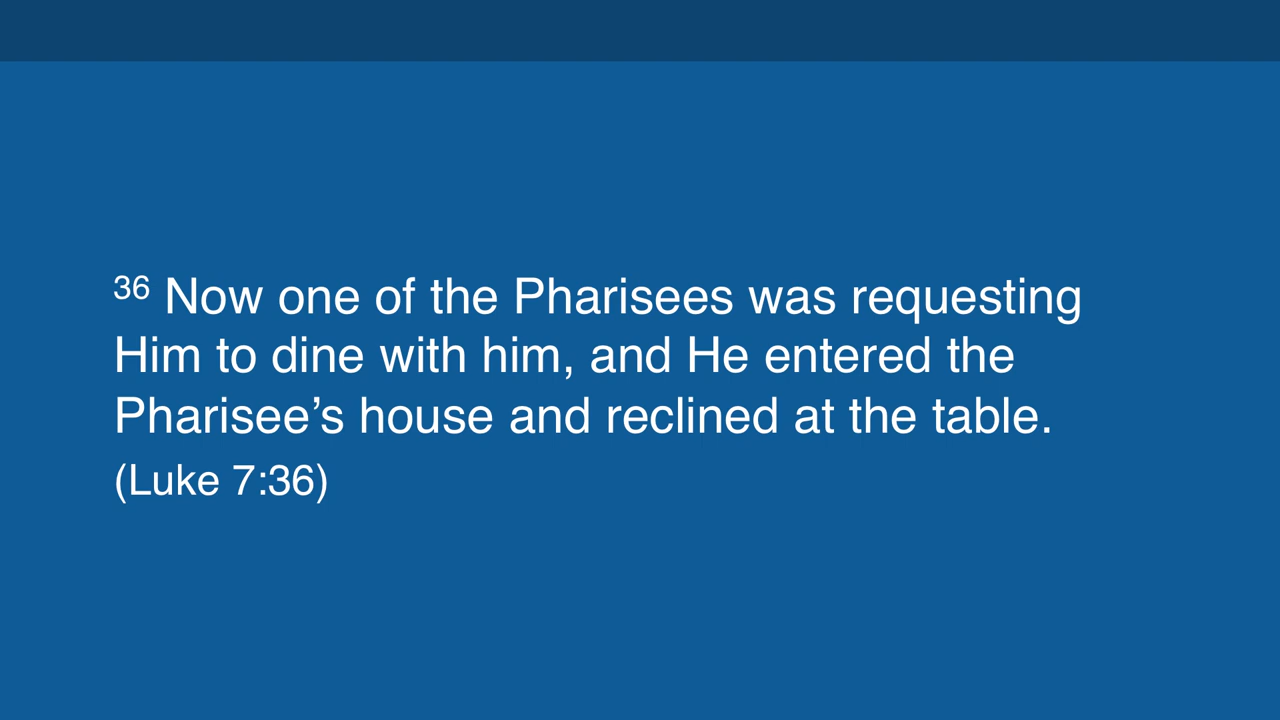 36 Now one of the Pharisees was requesting
Him to dine with him, and He entered the
Pharisee’s house and reclined at the table.
(Luke 7:36)